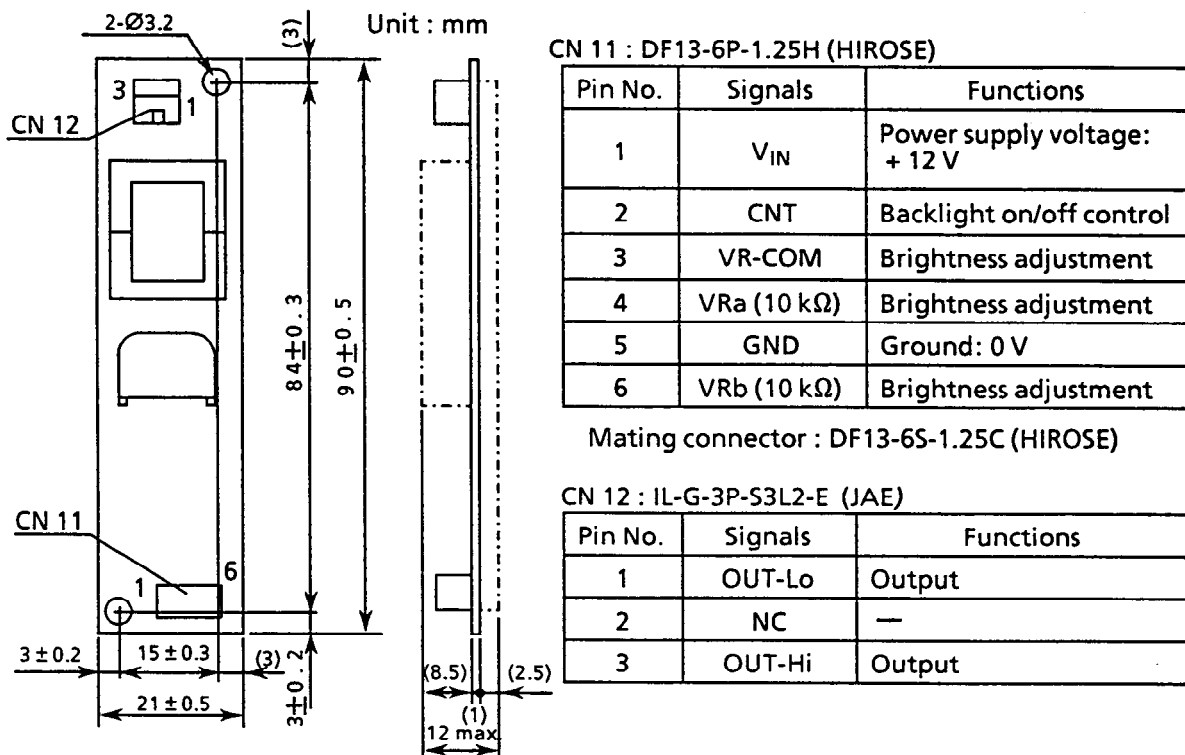 2-Ø3.2
(3)
Unit : mm
3
1
CN 12
84±0.3
90±0.5
CN 11
1
6
3±0.2
15±0.3
(3)
3±0.2
21±0.5
(8.5)
(2.5)
(1)
12 max
CN 11 : DF13-6P-1.25H (HIROSE)
Pin No. Signals Functions
1 VIN Power supply voltage:
+ 12 V
2 CNT Backlight on/off control
3 VR-COM Brightness adjustment
4 VRa (10 kΩ) Brightness adjustment
5 GND Ground: 0 V
6 VRb (10 kΩ) Brightness adjustment
Mating connector : DF13-6S-1.25C (HIROSE)
CN 12 : IL-G-3P-S3L2-E (JAE)
Pin No. Signals Functions
1 OUT-Lo Output
2 NC —
3 OUT-Hi Output